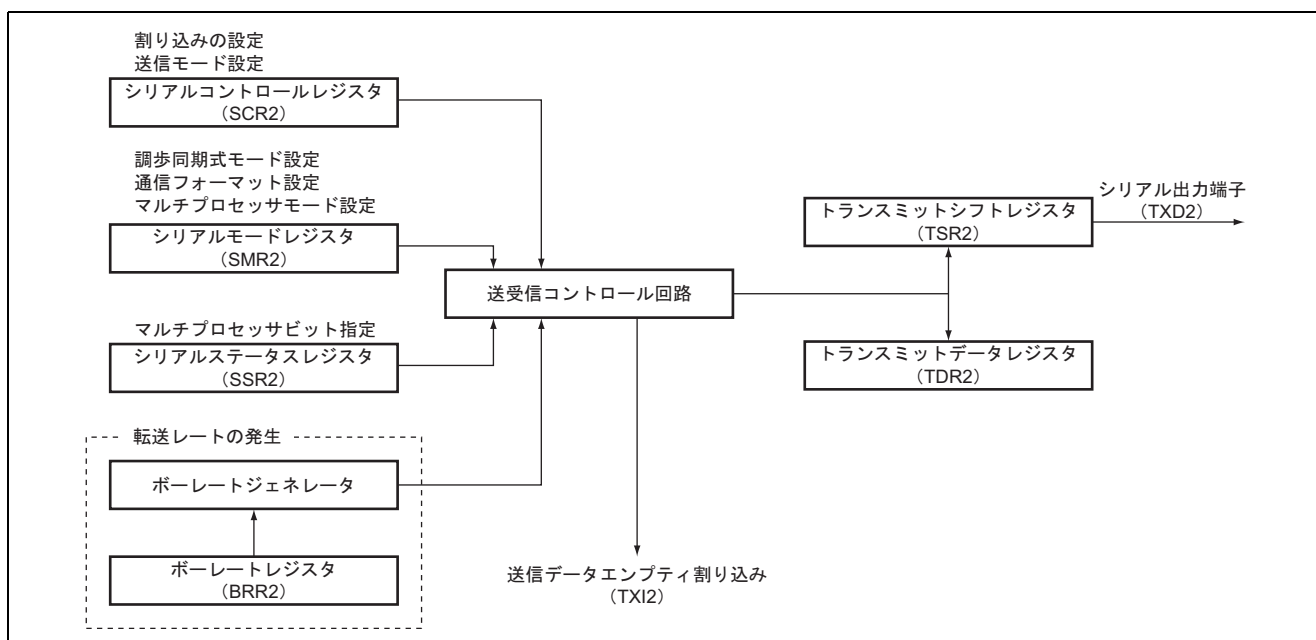 割り込みの設定
送信モード設定
シリアルコントロールレジスタ
（SCR2）
調歩同期式モード設定
通信フォーマット設定
マルチプロセッサモード設定
シリアルモードレジスタ
（SMR2）
マルチプロセッサビット指定
シリアルステータスレジスタ
（SSR2）
転送レートの発生
ボーレートジェネレータ
ボーレートレジスタ
（BRR2）
送受信コントロール回路
送信データエンプティ割り込み
（TXI2）
トランスミットシフトレジスタ
（TSR2）
シリアル出力端子
（TXD2）
トランスミットデータレジスタ
（TDR2）